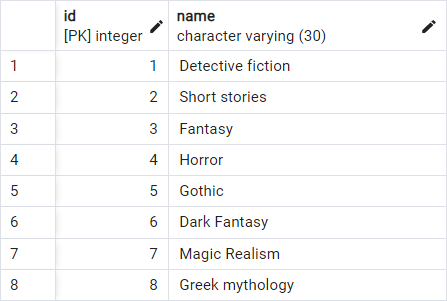 id name
[PK] integer character varying (30)
1 1 Detective fiction
2 2 Short stories
3 3 Fantasy
4 4 Horror
5 5 Gothic
6 6 Dark Fantasy
7 7 Magic Realism
8 8 Greek mythology